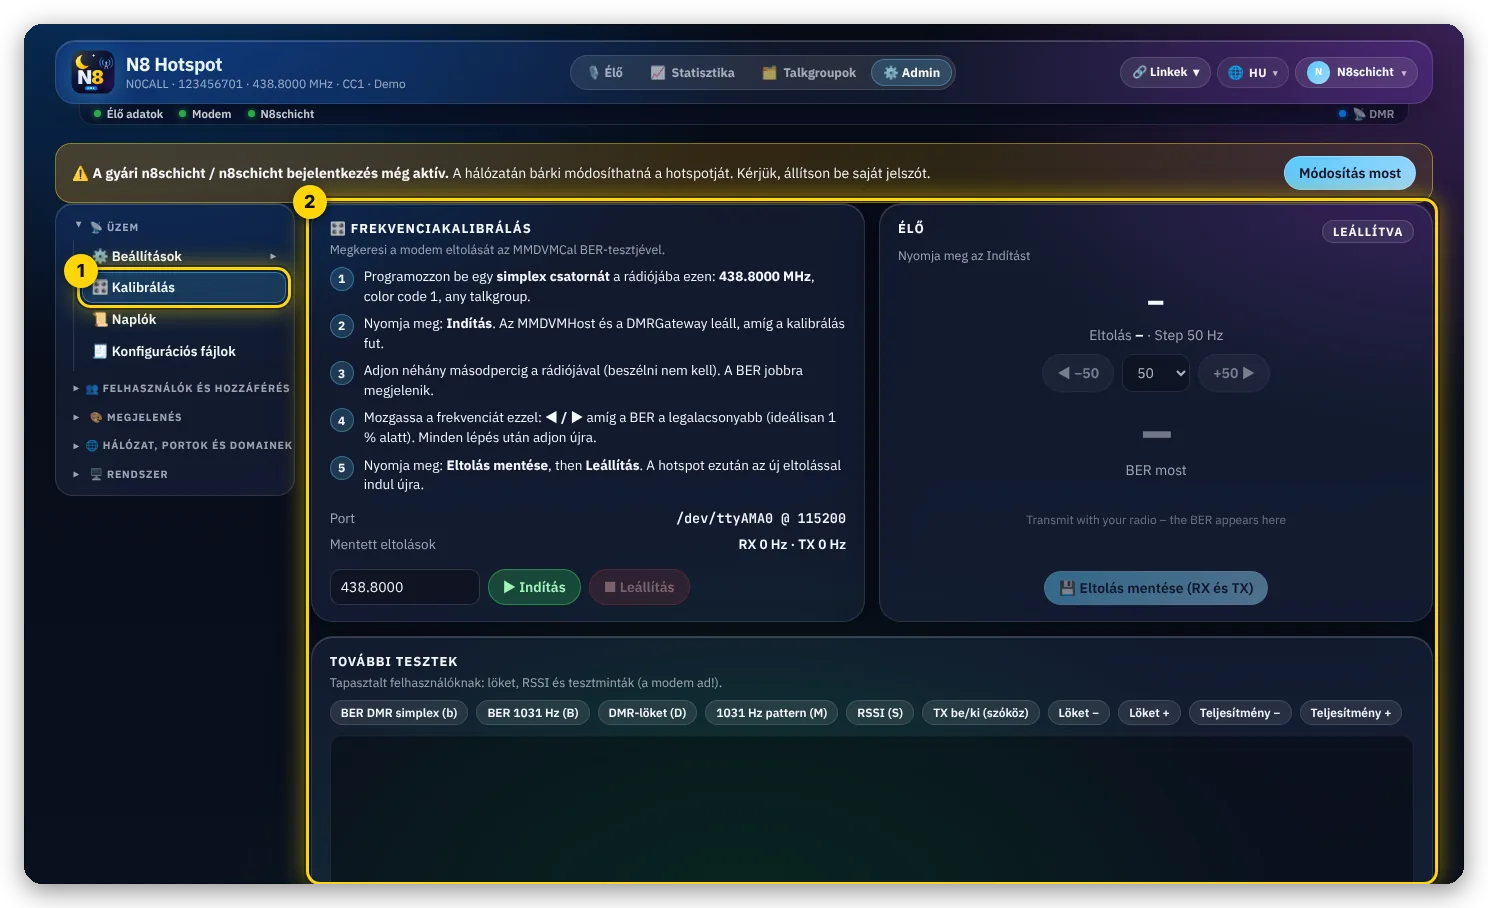 N8 Hotspot
N0CALL · 123456701 · 438.8000 MHz · CC1 · Demo
Élő
Statisztika
Talkgroupok
Admin
Linkek ▾
HU ▾
N
N8schicht ▾
Élő adatok
Modem
N8schicht
DMR
A gyári n8schicht / n8schicht bejelentkezés még aktív. A hálózatán bárki módosíthatná a hotspotját. Kérjük, állítson be saját jelszót.
Módosítás most
ÜZEM
Beállítások
1
Kalibrálás
Naplók
Konfigurációs fájlok
FELHASZNÁLÓK ÉS HOZZÁFÉRÉS
MEGJELENÉS
HÁLÓZAT, PORTOK ÉS DOMAINEK
RENDSZER
2
FREKVENCIAKALIBRÁLÁS
Megkeresi a modem eltolását az MMDVMCal BER-tesztjével.
1 Programozzon be egy simplex csatornát a rádiójába ezen: 438.8000 MHz,
color code 1, any talkgroup.
2 Nyomja meg: Indítás. Az MMDVMHost és a DMRGateway leáll, amíg a kalibrálás
fut.
3 Adjon néhány másodpercig a rádiójával (beszélni nem kell). A BER jobbra
megjelenik.
4 Mozgassa a frekvenciát ezzel: ◀ / ▶ amíg a BER a legalacsonyabb (ideálisan 1
% alatt). Minden lépés után adjon újra.
5 Nyomja meg: Eltolás mentése, then Leállítás. A hotspot ezután az új eltolással
indul újra.
Port /dev/ttyAMA0 @ 115200
Mentett eltolások RX 0 Hz · TX 0 Hz
438.8000
▶ Indítás
■ Leállítás
ÉLŐ
LEÁLLÍTVA
Nyomja meg az Indítást
–
Eltolás – · Step 50 Hz
◀ −50
50
+50 ▶
—
BER most
Transmit with your radio – the BER appears here
Eltolás mentése (RX és TX)
TOVÁBBI TESZTEK
Tapasztalt felhasználóknak: löket, RSSI és tesztminták (a modem ad!).
BER DMR simplex (b)
BER 1031 Hz (B)
DMR-löket (D)
1031 Hz pattern (M)
RSSI (S)
TX be/ki (szóköz)
Löket −
Löket +
Teljesítmény −
Teljesítmény +